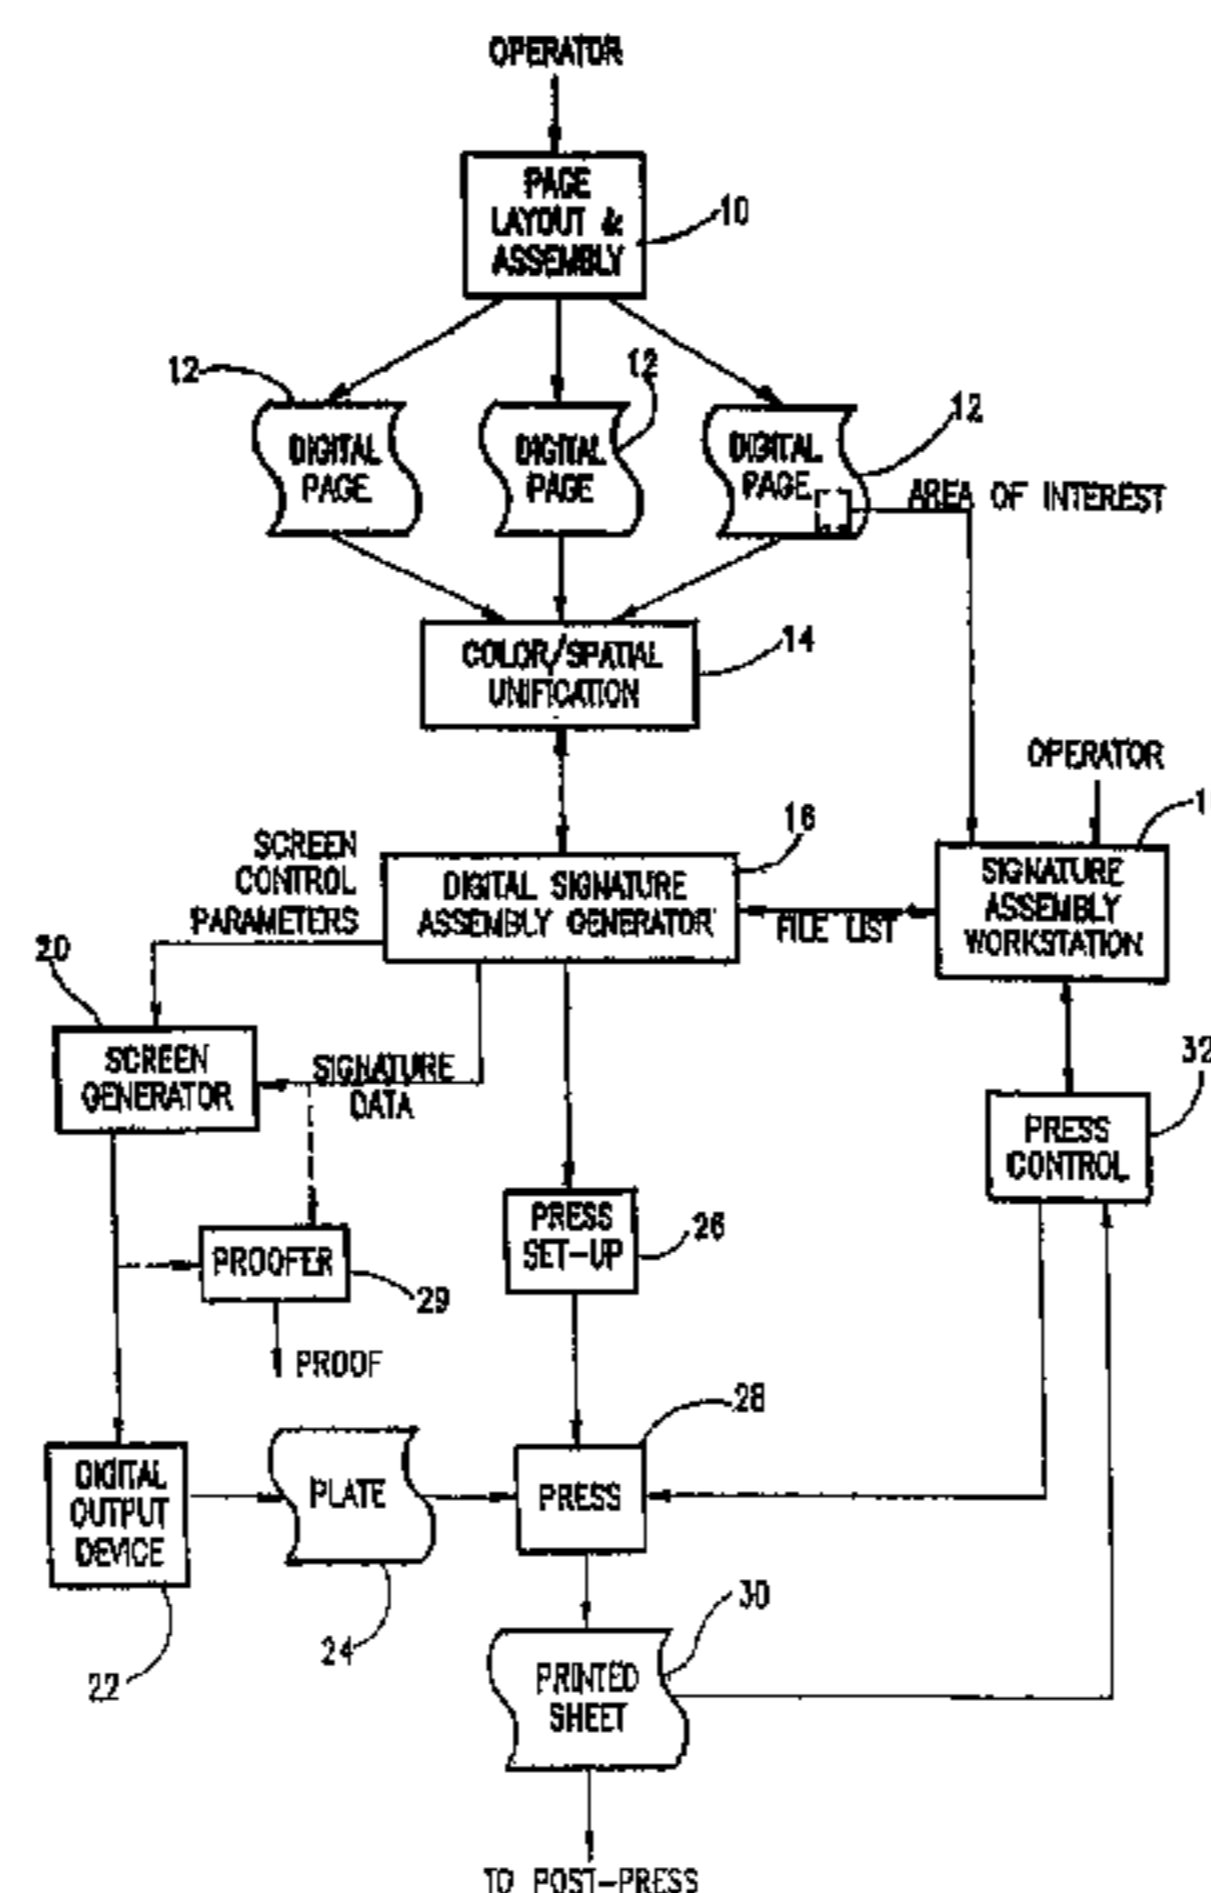 OPERATOR
PAGE
LAYOUT &
ASSEMBLY
10
12
12
12
DIGITAL
PAGE
DIGITAL
PAGE
DIGITAL
PAGE
AREA OF INTEREST
COLOR/SPATIAL
UNIFICATION
14
OPERATOR
SCREEN
CONTROL
PARAMETERS
16
DIGITAL SIGNATURE
ASSEMBLY GENERATOR
FILE LIST
SIGNATURE
ASSEMBLY
WORKSTATION
20
SCREEN
GENERATOR
SIGNATURE
DATA
32
PRESS
CONTROL
PRESS
SET-UP
26
PROOFER
29
PROOF
28
DIGITAL
OUTPUT
DEVICE
22
PLATE
24
PRESS
30
PRINTED
SHEET
TO POST-PRESS